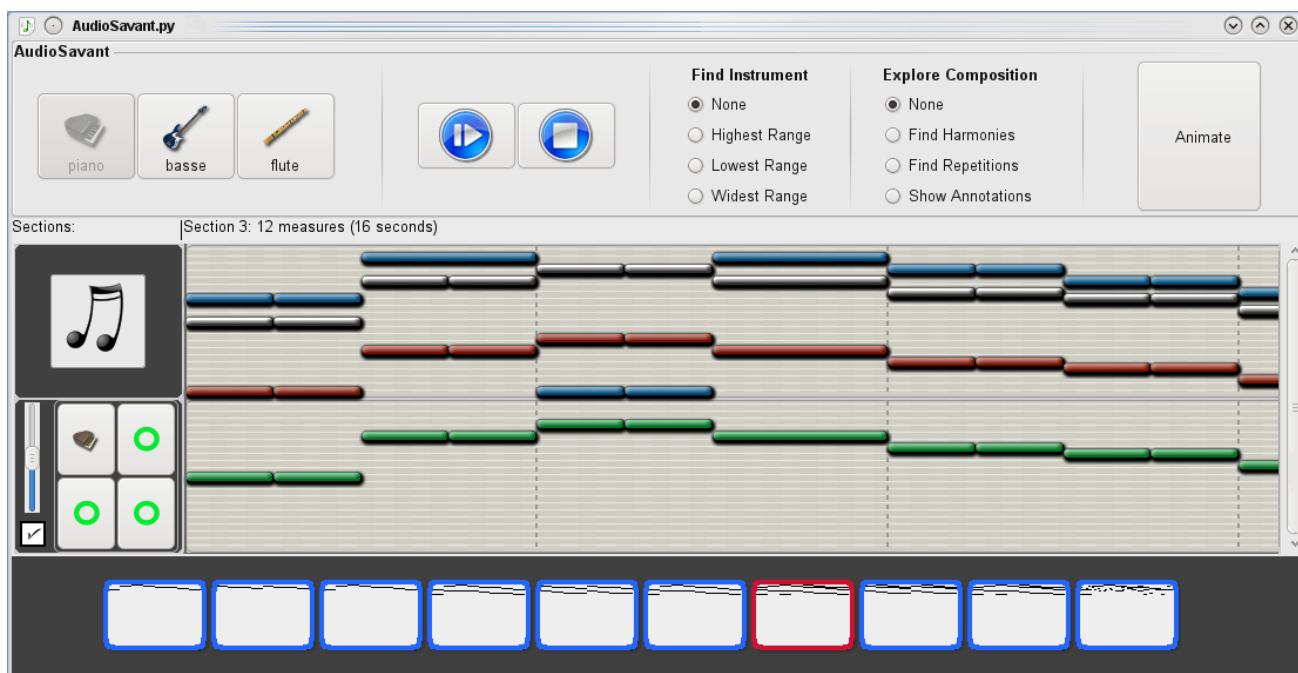 AudioSavant.py
AudioSavant
piano
basse
flute
Find Instrument
None
Highest Range
Lowest Range
Widest Range
Explore Composition
None
Find Harmonies
Find Repetitions
Show Annotations
Animate
Sections:
Section 3: 12 measures (16 seconds)